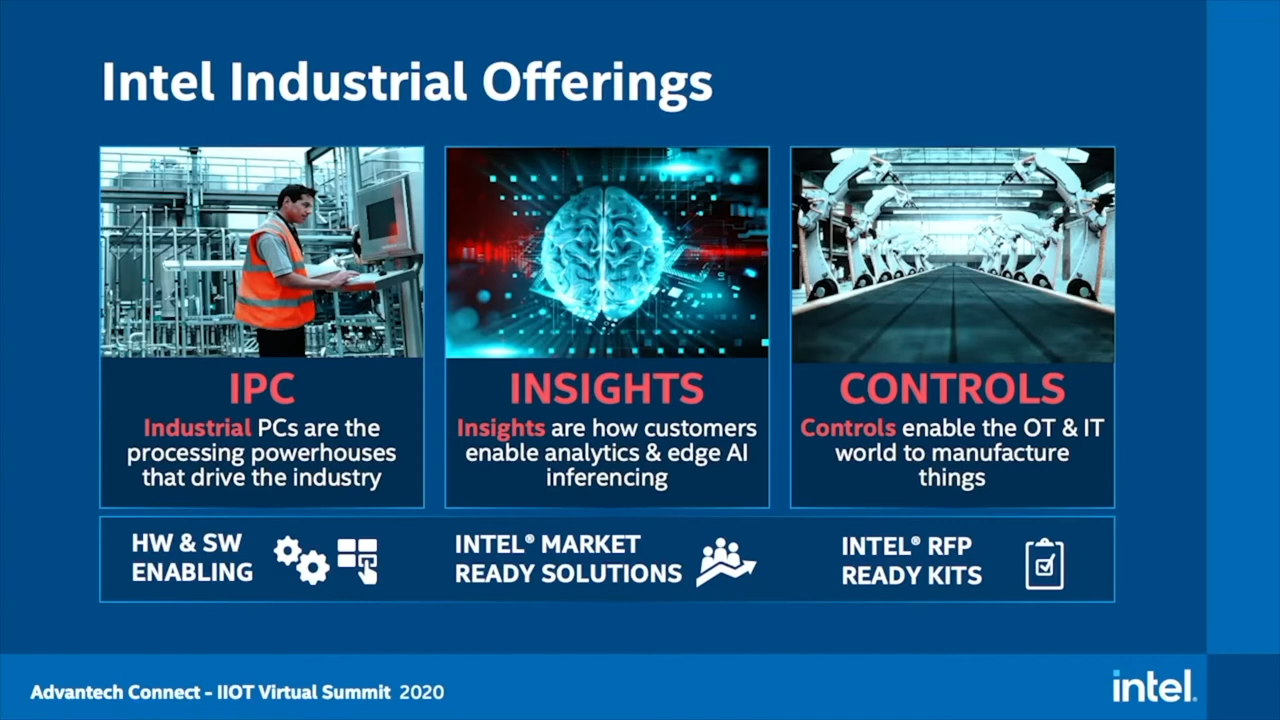 Intel Industrial Offerings
IPC
Industrial PCs are the
processing powerhouses
that drive the industry
INSIGHTS
Insights are how customers
enable analytics & edge AI
inferencing
CONTROLS
Controls enable the OT & IT
world to manufacture
things
HW & SW
ENABLING
INTEL® MARKET
READY SOLUTIONS
INTEL® RFP
READY KITS
Advantech Connect – IIOT Virtual Summit 2020
intel.